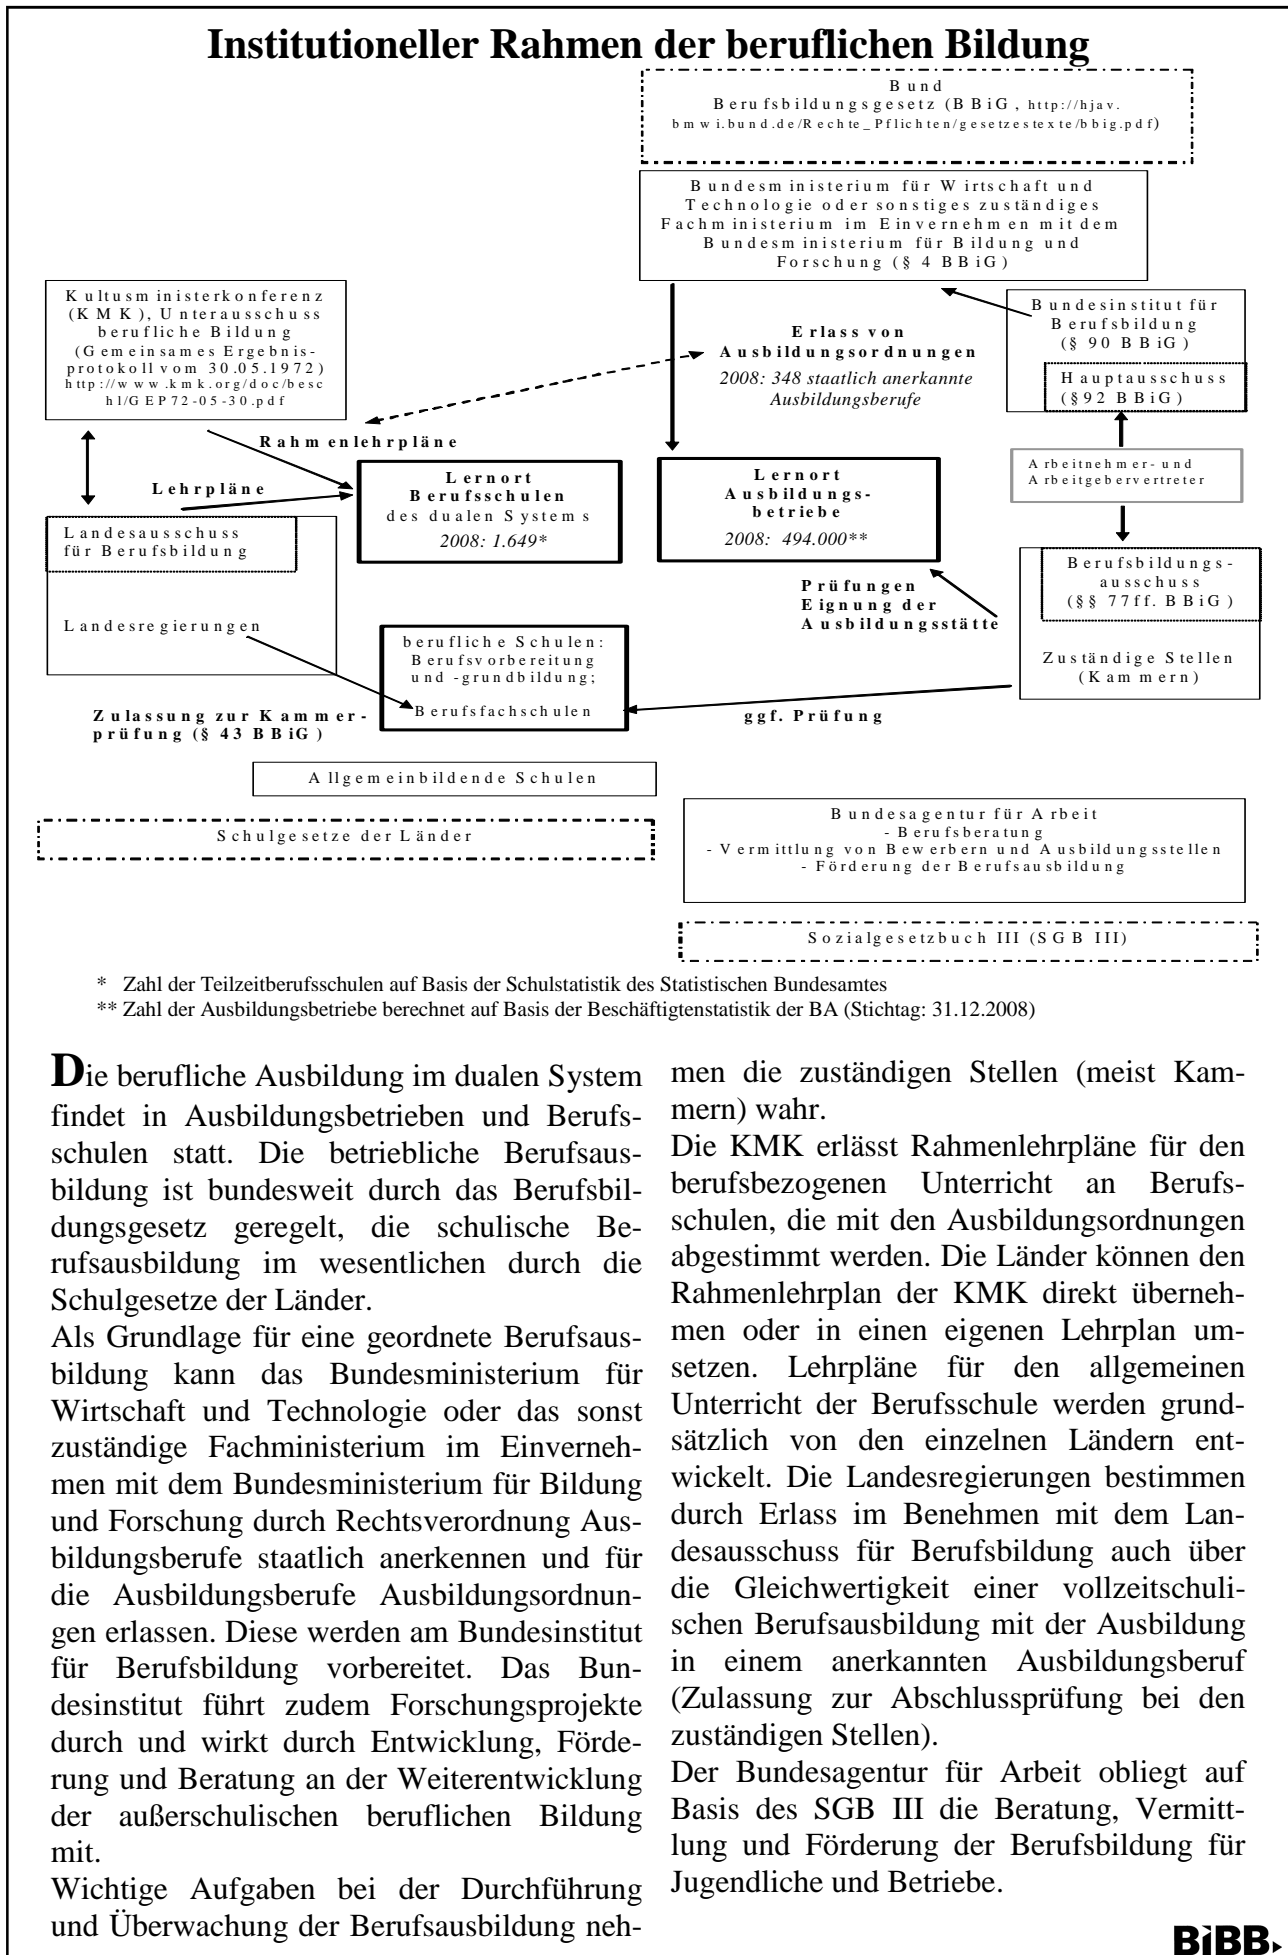 Institutioneller Rahmen der beruflichen Bildung
Bund
Berufsbildungsgesetz (BBiG, http://hjav.
bmwi.bund.de/Rechte_Pflichten/gesetzestexte/bbig.pdf)
Bundesministerium für Wirtschaft und
Technologie oder sonstiges zuständiges
Fachministerium im Einvernehmen mit dem
Bundesministerium für Bildung und
Forschung (§ 4 BBiG)
Kultusministerkonferenz
(KMK), Unterausschuss
berufliche Bildung
(Gemeinsames Ergebnis-
protokoll vom 30.05.1972)
http://www.kmk.org/doc/besc
hl/GEP72-05-30.pdf
Erlass von
Ausbildungsordnungen
2008: 348 staatlich anerkannte
Ausbildungsberufe
Bundesinstitut für
Berufsbildung
(§ 90 BBiG)
Hauptausschuss
(§92 BBiG)
Rahmenlehrpläne
Lehrpläne
Lernort
Berufsschulen
des dualen Systems
2008: 1.649*
Lernort
Ausbildungs-
betriebe
2008: 494.000**
Arbeitnehmer- und
Arbeitgebervertreter
Landesausschuss
für Berufsbildung
Landesregierungen
Prüfungen
Eignung der
Ausbildungsstätte
Berufsbildungs-
ausschuss
(§§ 77ff. BBiG)
Zuständige Stellen
(Kammern)
berufliche Schulen:
Berufsvorbereitung
und -grundbildung;
Berufsfachschulen
Zulassung zur Kammer-
prüfung (§ 43 BBiG)
ggf. Prüfung
Allgemeinbildende Schulen
Schulgesetze der Länder
Bundesagentur für Arbeit
- Berufsberatung
- Vermittlung von Bewerbern und Ausbildungsstellen
- Förderung der Berufsausbildung
Sozialgesetzbuch III (SGB III)
* Zahl der Teilzeitberufsschulen auf Basis der Schulstatistik des Statistischen Bundesamtes
** Zahl der Ausbildungsbetriebe berechnet auf Basis der Beschäftigtenstatistik der BA (Stichtag: 31.12.2008)
Die berufliche Ausbildung im dualen System
findet in Ausbildungsbetrieben und Berufs-
schulen statt. Die betriebliche Berufsaus-
bildung ist bundesweit durch das Berufsbil-
dungsgesetz geregelt, die schulische Be-
rufsausbildung im wesentlichen durch die
Schulgesetze der Länder.
Als Grundlage für eine geordnete Berufsaus-
bildung kann das Bundesministerium für
Wirtschaft und Technologie oder das sonst
zuständige Fachministerium im Einverneh-
men mit dem Bundesministerium für Bildung
und Forschung durch Rechtsverordnung Aus-
bildungsberufe staatlich anerkennen und für
die Ausbildungsberufe Ausbildungsordnun-
gen erlassen. Diese werden am Bundesinstitut
für Berufsbildung vorbereitet. Das Bun-
desinstitut führt zudem Forschungsprojekte
durch und wirkt durch Entwicklung, Förde-
rung und Beratung an der Weiterentwicklung
der außerschulischen beruflichen Bildung
mit.
Wichtige Aufgaben bei der Durchführung
und Überwachung der Berufsausbildung neh-
men die zuständigen Stellen (meist Kam-
mern) wahr.
Die KMK erlässt Rahmenlehrpläne für den
berufsbezogenen Unterricht an Berufs-
schulen, die mit den Ausbildungsordnungen
abgestimmt werden. Die Länder können den
Rahmenlehrplan der KMK direkt überneh-
men oder in einen eigenen Lehrplan um-
setzen. Lehrpläne für den allgemeinen
Unterricht der Berufsschule werden grund-
sätzlich von den einzelnen Ländern ent-
wickelt. Die Landesregierungen bestimmen
durch Erlass im Benehmen mit dem Lan-
desausschuss für Berufsbildung auch über
die Gleichwertigkeit einer vollzeitschuli-
schen Berufsausbildung mit der Ausbildung
in einem anerkannten Ausbildungsberuf
(Zulassung zur Abschlussprüfung bei den
zuständigen Stellen).
Der Bundesagentur für Arbeit obliegt auf
Basis des SGB III die Beratung, Vermitt-
lung und Förderung der Berufsbildung für
Jugendliche und Betriebe.
BiBB